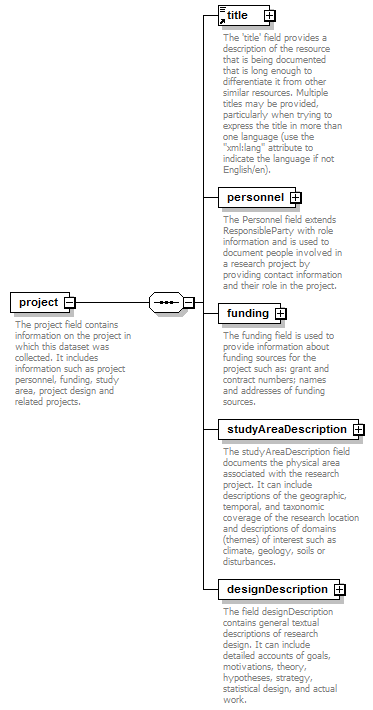 title
The 'title' field provides a
description of the resource
that is being documented
that is long enough to
differentiate it from other
similar resources. Multiple
titles may be provided,
particularly when trying to
express the title in more than
one language (use the
"xml:lang" attribute to
indicate the language if not
English/en).
personnel
The Personnel field extends
ResponsibleParty with role
information and is used to
document people involved in
a research project by
providing contact information
and their role in the project.
project
The project field contains
information on the project in
which this dataset was
collected. It includes
information such as project
personnel, funding, study
area, project design and
related projects.
funding
The funding field is used to
provide information about
funding sources for the
project such as: grant and
contract numbers; names
and addresses of funding
sources.
studyAreaDescription
The studyAreaDescription field
documents the physical area
associated with the research
project. It can include
descriptions of the geographic,
temporal, and taxonomic
coverage of the research location
and descriptions of domains
(themes) of interest such as
climate, geology, soils or
disturbances.
designDescription
The field designDescription
contains general textual
descriptions of research
design. It can include
detailed accounts of goals,
motivations, theory,
hypotheses, strategy,
statistical design, and actual
work.